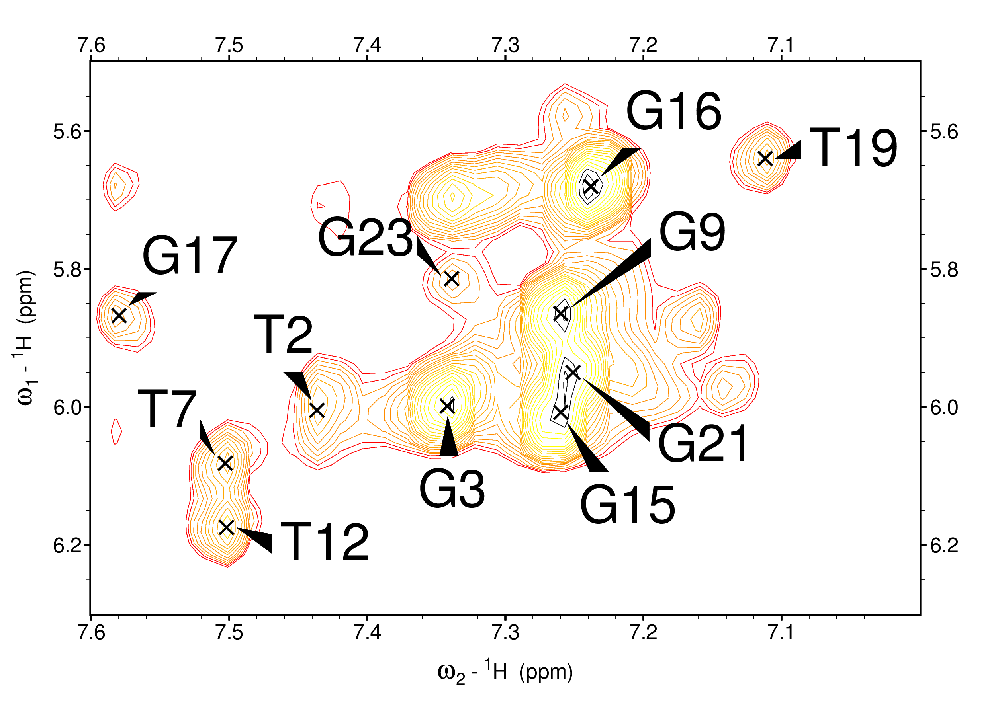 7.6 7.5 7.4 7.3 7.2 7.1
G16
5.6 T19 5.6
G9
G23
G17
5.8 5.8
T2
T7
6.0 6.0
G21
G3
G15
T12
6.2 6.2
7.6 7.5 7.4 7.3 7.2 7.1
ω1 - 1H (ppm)
ω2 - 1H (ppm)